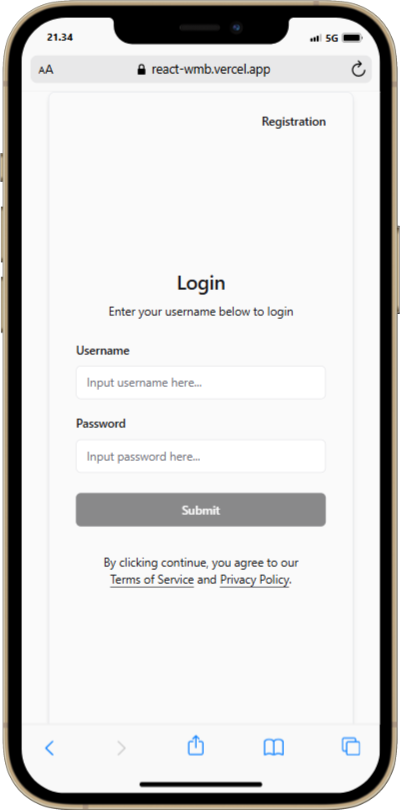 21.34
5G
AA
react-wmb.vercel.app
Registration
Login
Enter your username below to login
Username
Input username here...
Password
Input password here...
Submit
By clicking continue, you agree to our
Terms of Service and Privacy Policy.